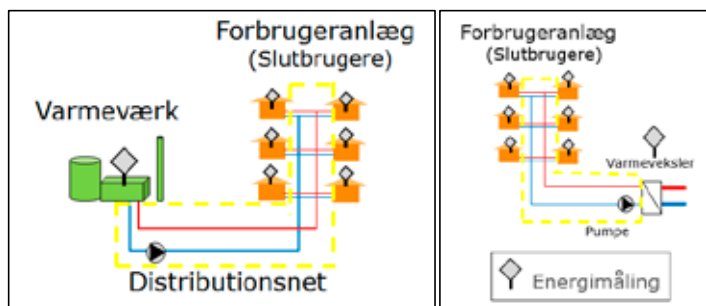 Forbrugeranlæg
(Slutbrugere)
Varmeværk
Distributionsnet
Forbrugeranlæg
(Slutbrugere)
Varmeveksler
Pumpe
Energimåling